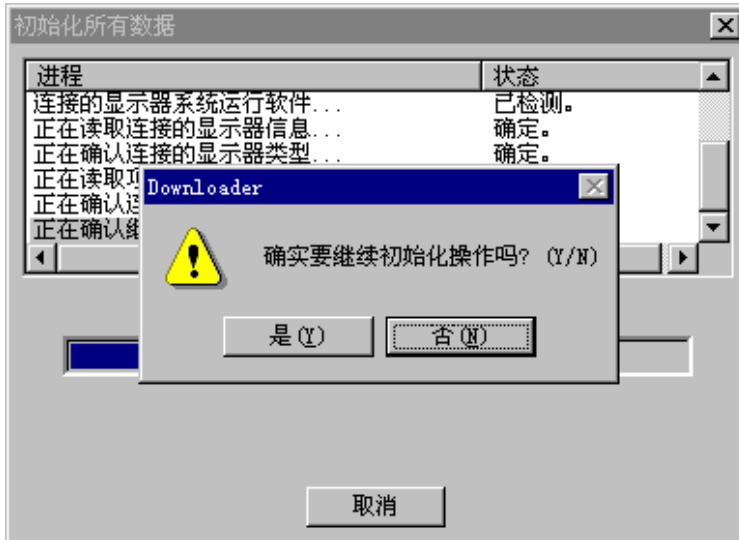 初始化所有数据
进程 状态
连接的显示器系统运行软件... 已检测。
正在读取连接的显示器信息... 确定。
正在确认连接的显示器类型... 确定。
正在读取
正在确认
正在确认
Downloader
确实要继续初始化操作吗? (Y/N)
是(Y) 否(N)
取消